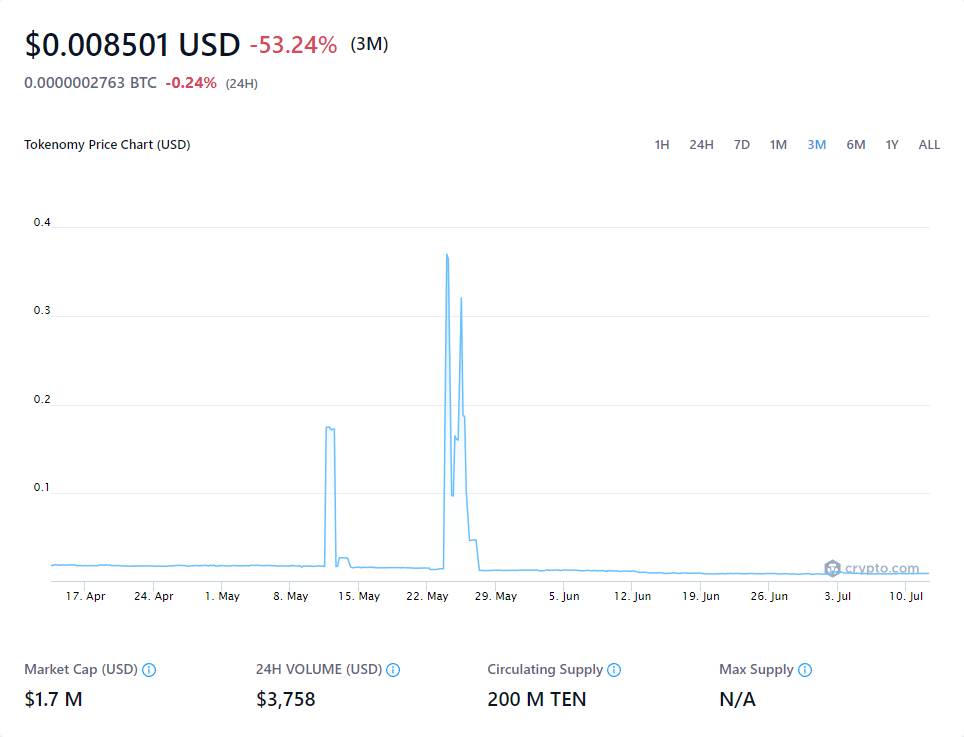 $0.008501 USD -53.24% (3M)
0.0000002763 BTC -0.24% (24H)
Tokenomy Price Chart (USD) 1H 24H 7D 1M 3M 6M 1Y ALL
0.4
0.3
0.2
0.1
crypto.com
17. Apr 24. Apr 1. May 8. May 15. May 22. May 29. May 5. Jun 12. Jun 19. Jun 26. Jun 3. Jul 10. Jul
Market Cap (USD) 24H VOLUME (USD) Circulating Supply Max Supply
$1.7 M $3,758 200 M TEN N/A